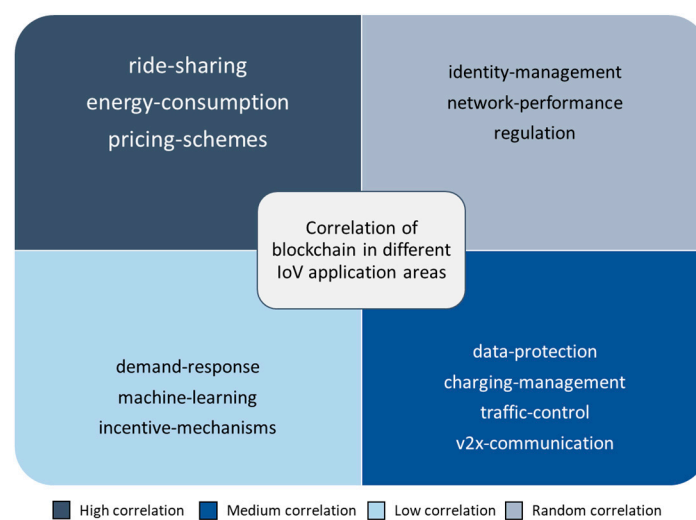 ride-sharing
energy-consumption
pricing-schemes
identity-management
network-performance
regulation
Correlation of
blockchain in different
IoV application areas
demand-response
machine-learning
incentive-mechanisms
data-protection
charging-management
traffic-control
v2x-communication
High correlation
Medium correlation
Low correlation
Random correlation